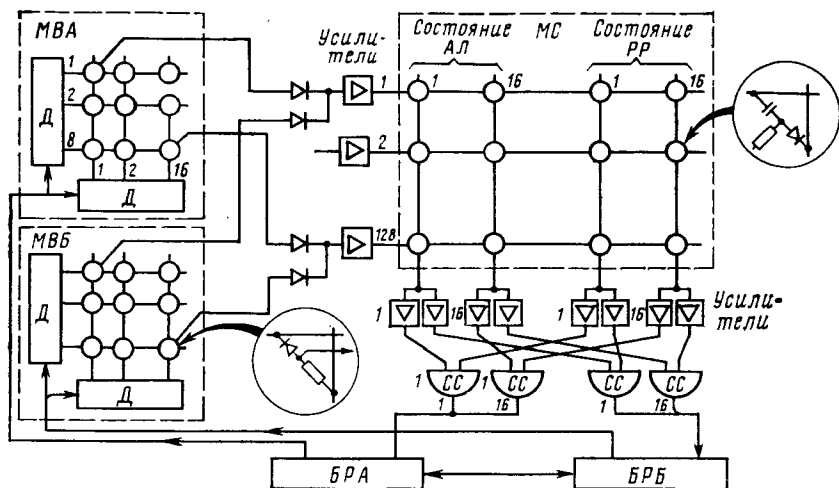 МВА
1
2
8
Д
1 2 16
Д
МВБ
Д
Д
Усили-
тели
1
2
128
Состояние
АЛ
МС
Состояние
РР
1
16
1
16
Усили-
тели
1
16
1
16
1
СС
1
СС
СС
СС
1
16
1
16
БРА
БРБ